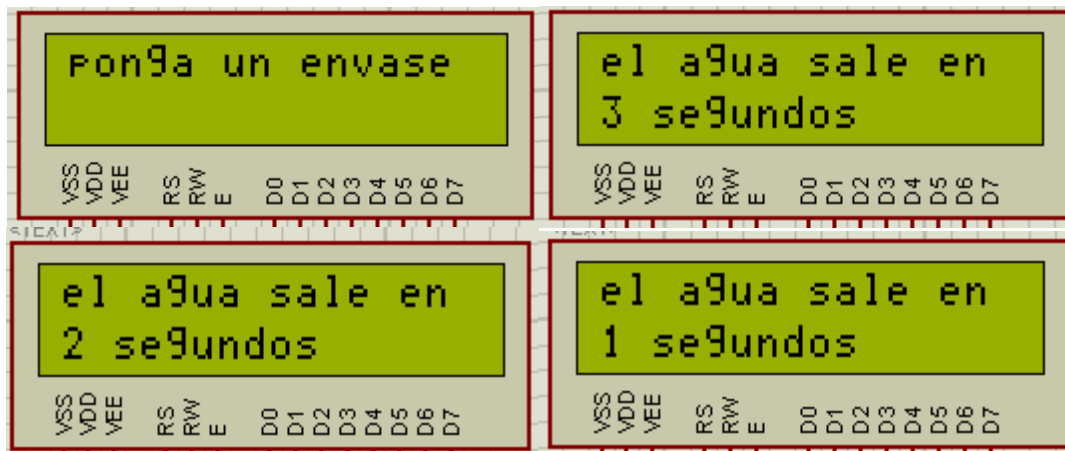 ponga un envase
VSS
VDD
VEE
RS
RW
E
D0
D1
D2
D3
D4
D5
D6
D7
el agua sale en
3 segundos
VSS
VDD
VEE
RS
RW
E
D0
D1
D2
D3
D4
D5
D6
D7
el agua sale en
2 segundos
VSS
VDD
VEE
RS
RW
E
D0
D1
D2
D3
D4
D5
D6
D7
el agua sale en
1 segundos
VSS
VDD
VEE
RS
RW
E
D0
D1
D2
D3
D4
D5
D6
D7